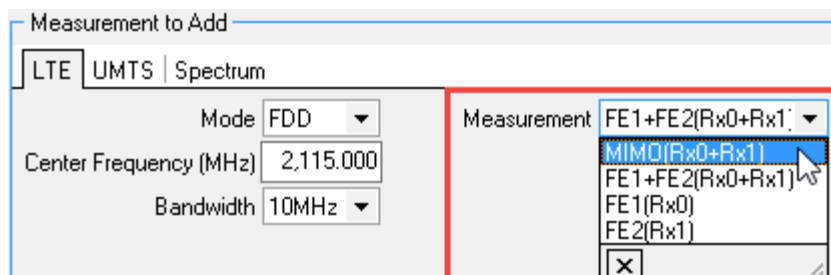 Measurement to Add
LTE UMTS Spectrum
Mode FDD Measurement FE1+FE2(Rx0+Rx1)
Center Frequency (MHz) 2,115.000 MIMO(Rx0+Rx1)
FE1+FE2(Rx0+Rx1)
Bandwidth 10MHz FE1(Rx0)
FE2(Rx1)